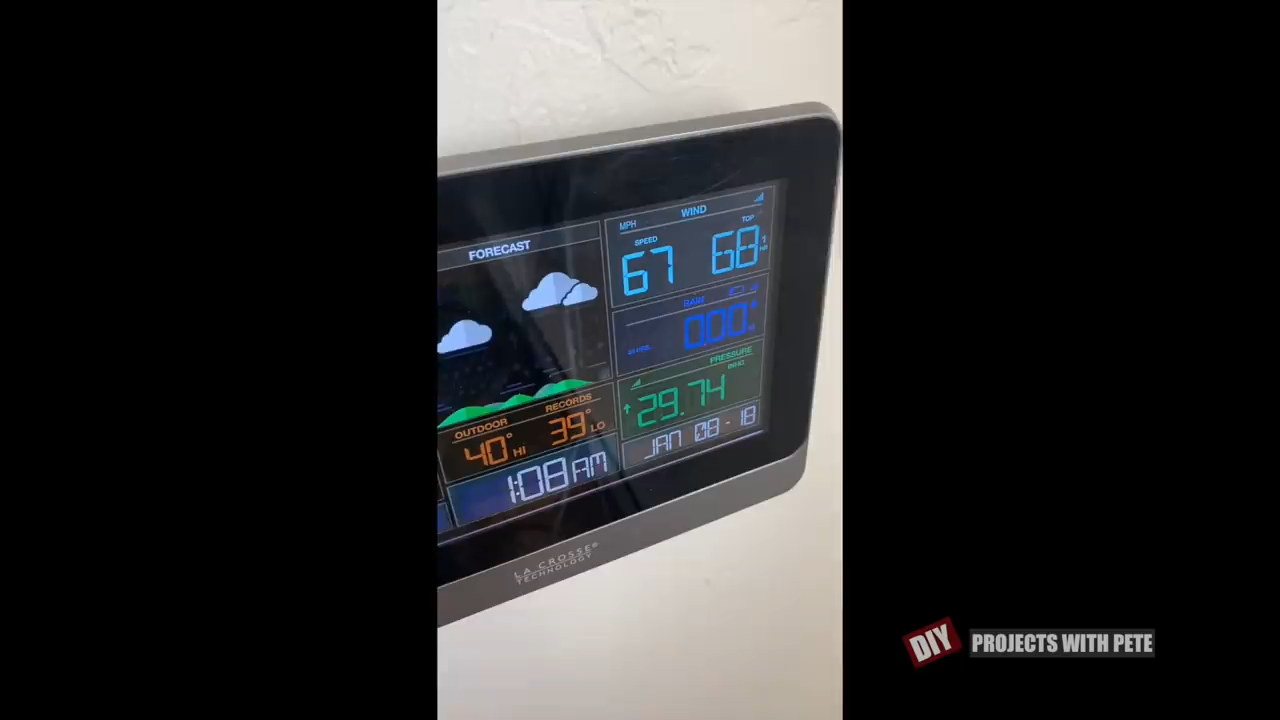 FORECAST
OUTDOOR RECORDS
40° HI 39° LO
1:08 AM
MPH WIND
SPEED TOP
67 68
RAIN
0.00
PRESSURE
29.74
JAN 08 - 18
LA CROSSE®
TECHNOLOGY
DIY PROJECTS WITH PETE